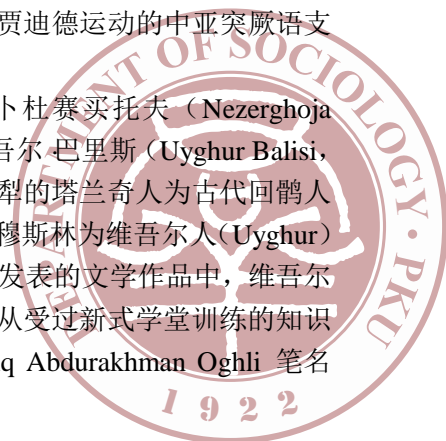 贾迪德运动的中亚突厥语支
卜杜赛买托夫（Nezerghoja
吾尔·巴里斯（Uyghur Balisi，
犁的塔兰奇人为古代回鹘人
穆斯林为维吾尔人（Uyghur）
发表的文学作品中，维吾尔
从受过新式学堂训练的知识
q Abdurakhman Oghli 笔名
DEPARTMENT OF SOCIOLOGY · PKU
1922